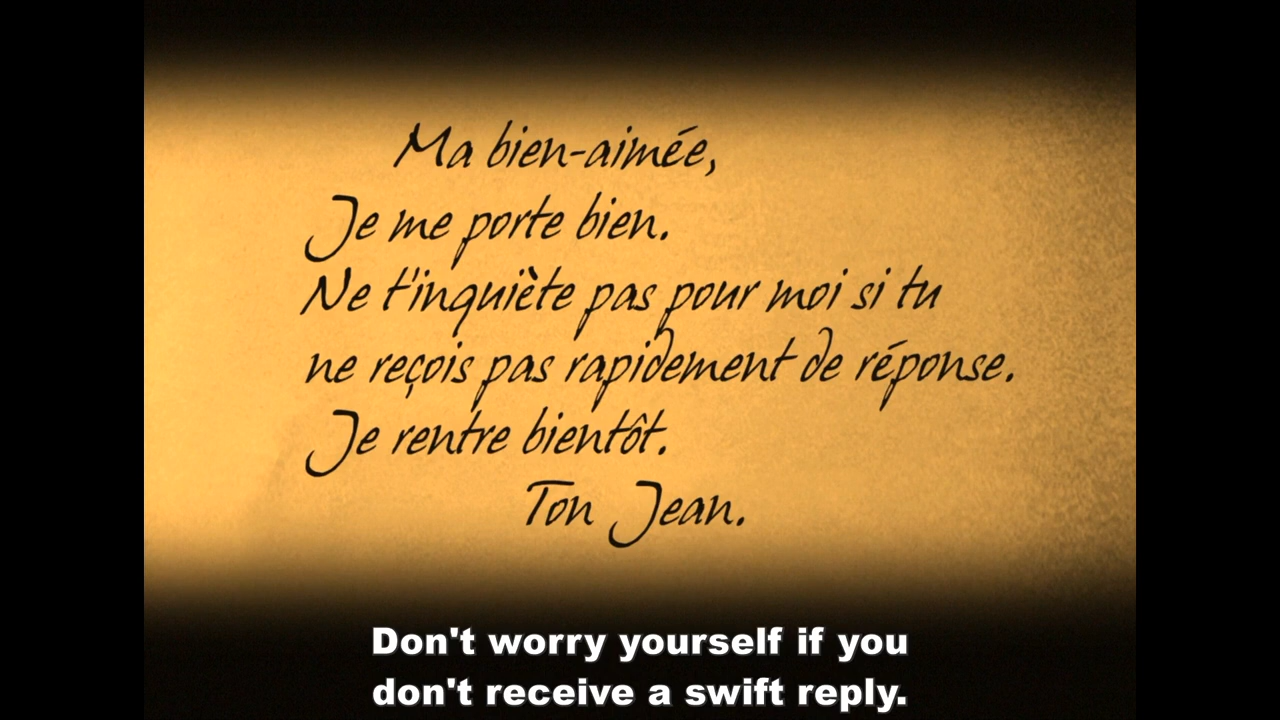 Ma bien-aimée,
Je me porte bien.
Ne t'inquiète pas pour moi si tu
ne reçois pas rapidement de réponse.
Je rentre bientôt.
Ton Jean.
Don't worry yourself if you
don't receive a swift reply.